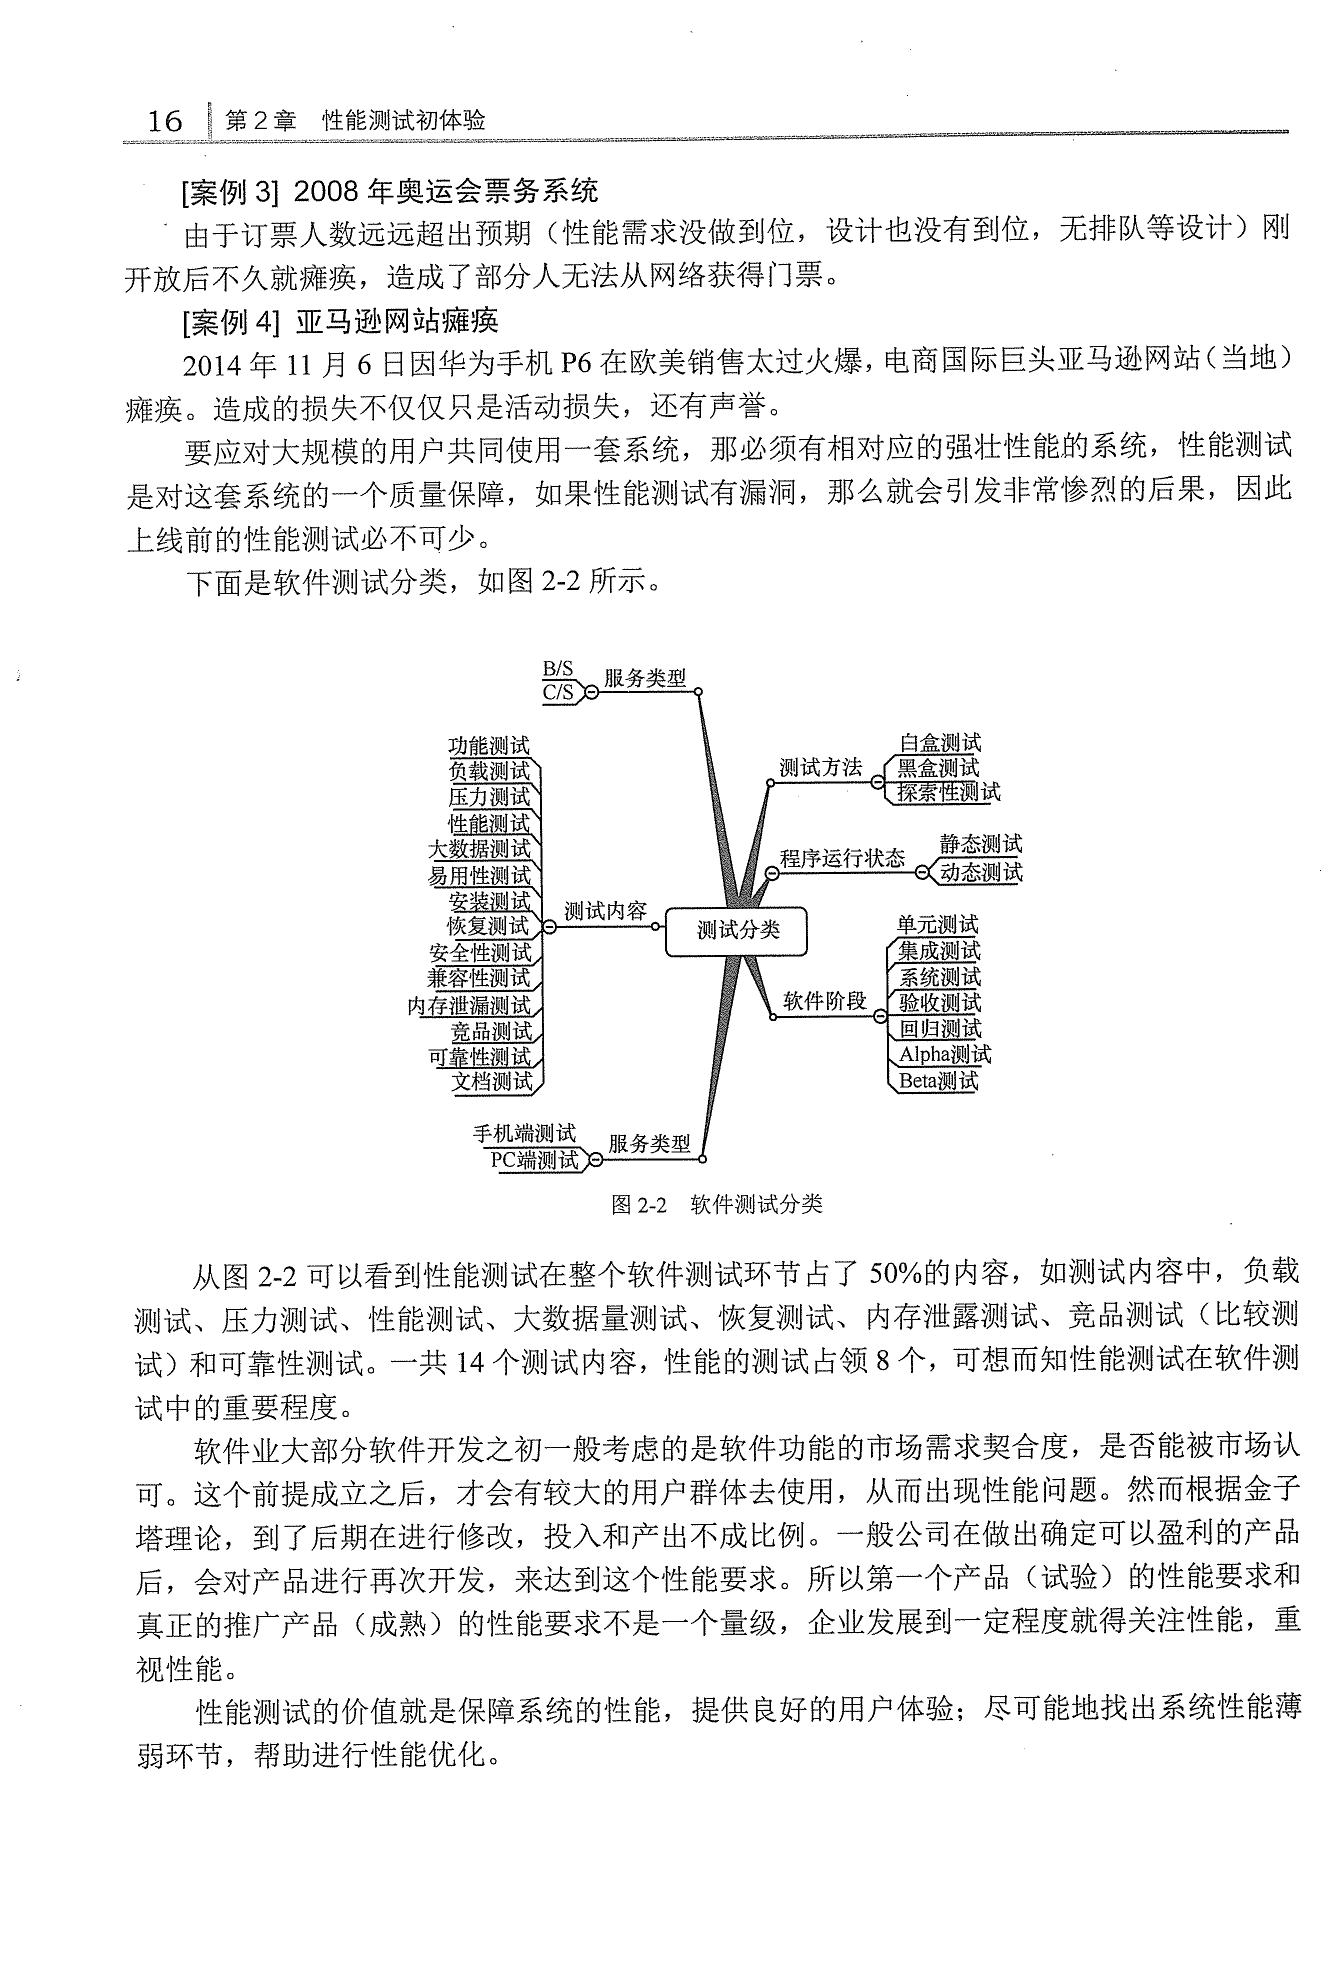 16 第2章 性能测试初体验
[案例 3] 2008 年奥运会票务系统
由于订票人数远远超出预期（性能需求没做到位，设计也没有到位，无排队等设计）刚
开放后不久就瘫痪，造成了部分人无法从网络获得门票。
[案例 4] 亚马逊网站瘫痪
2014 年 11 月 6 日因华为手机 P6 在欧美销售太过火爆，电商国际巨头亚马逊网站（当地）
瘫痪。造成的损失不仅仅只是活动损失，还有声誉。
要应对大规模的用户共同使用一套系统，那必须有相对应的强壮性能的系统，性能测试
是对这套系统的一个质量保障，如果性能测试有漏洞，那么就会引发非常惨烈的后果，因此
上线前的性能测试必不可少。
下面是软件测试分类，如图 2-2 所示。
B/S
C/S
服务类型
功能测试
负载测试
压力测试
性能测试
大数据测试
易用性测试
安装测试
恢复测试
安全性测试
兼容性测试
内存泄漏测试
竞品测试
可靠性测试
文档测试
测试内容
手机端测试
PC端测试
服务类型
测试分类
测试方法
白盒测试
黑盒测试
探索性测试
程序运行状态
静态测试
动态测试
软件阶段
单元测试
集成测试
系统测试
验收测试
回归测试
Alpha测试
Beta测试
图 2-2 软件测试分类
从图 2-2 可以看到性能测试在整个软件测试环节占了 50%的内容，如测试内容中，负载
测试、压力测试、性能测试、大数据量测试、恢复测试、内存泄露测试、竞品测试（比较测
试）和可靠性测试。一共 14 个测试内容，性能的测试占领 8 个，可想而知性能测试在软件测
试中的重要程度。
软件业大部分软件开发之初一般考虑的是软件功能的市场需求契合度，是否能被市场认
可。这个前提成立之后，才会有较大的用户群体去使用，从而出现性能问题。然而根据金子
塔理论，到了后期在进行修改，投入和产出不成比例。一般公司在做出确定可以盈利的产品
后，会对产品进行再次开发，来达到这个性能要求。所以第一个产品（试验）的性能要求和
真正的推广产品（成熟）的性能要求不是一个量级，企业发展到一定程度就得关注性能，重
视性能。
性能测试的价值就是保障系统的性能，提供良好的用户体验；尽可能地找出系统性能薄
弱环节，帮助进行性能优化。